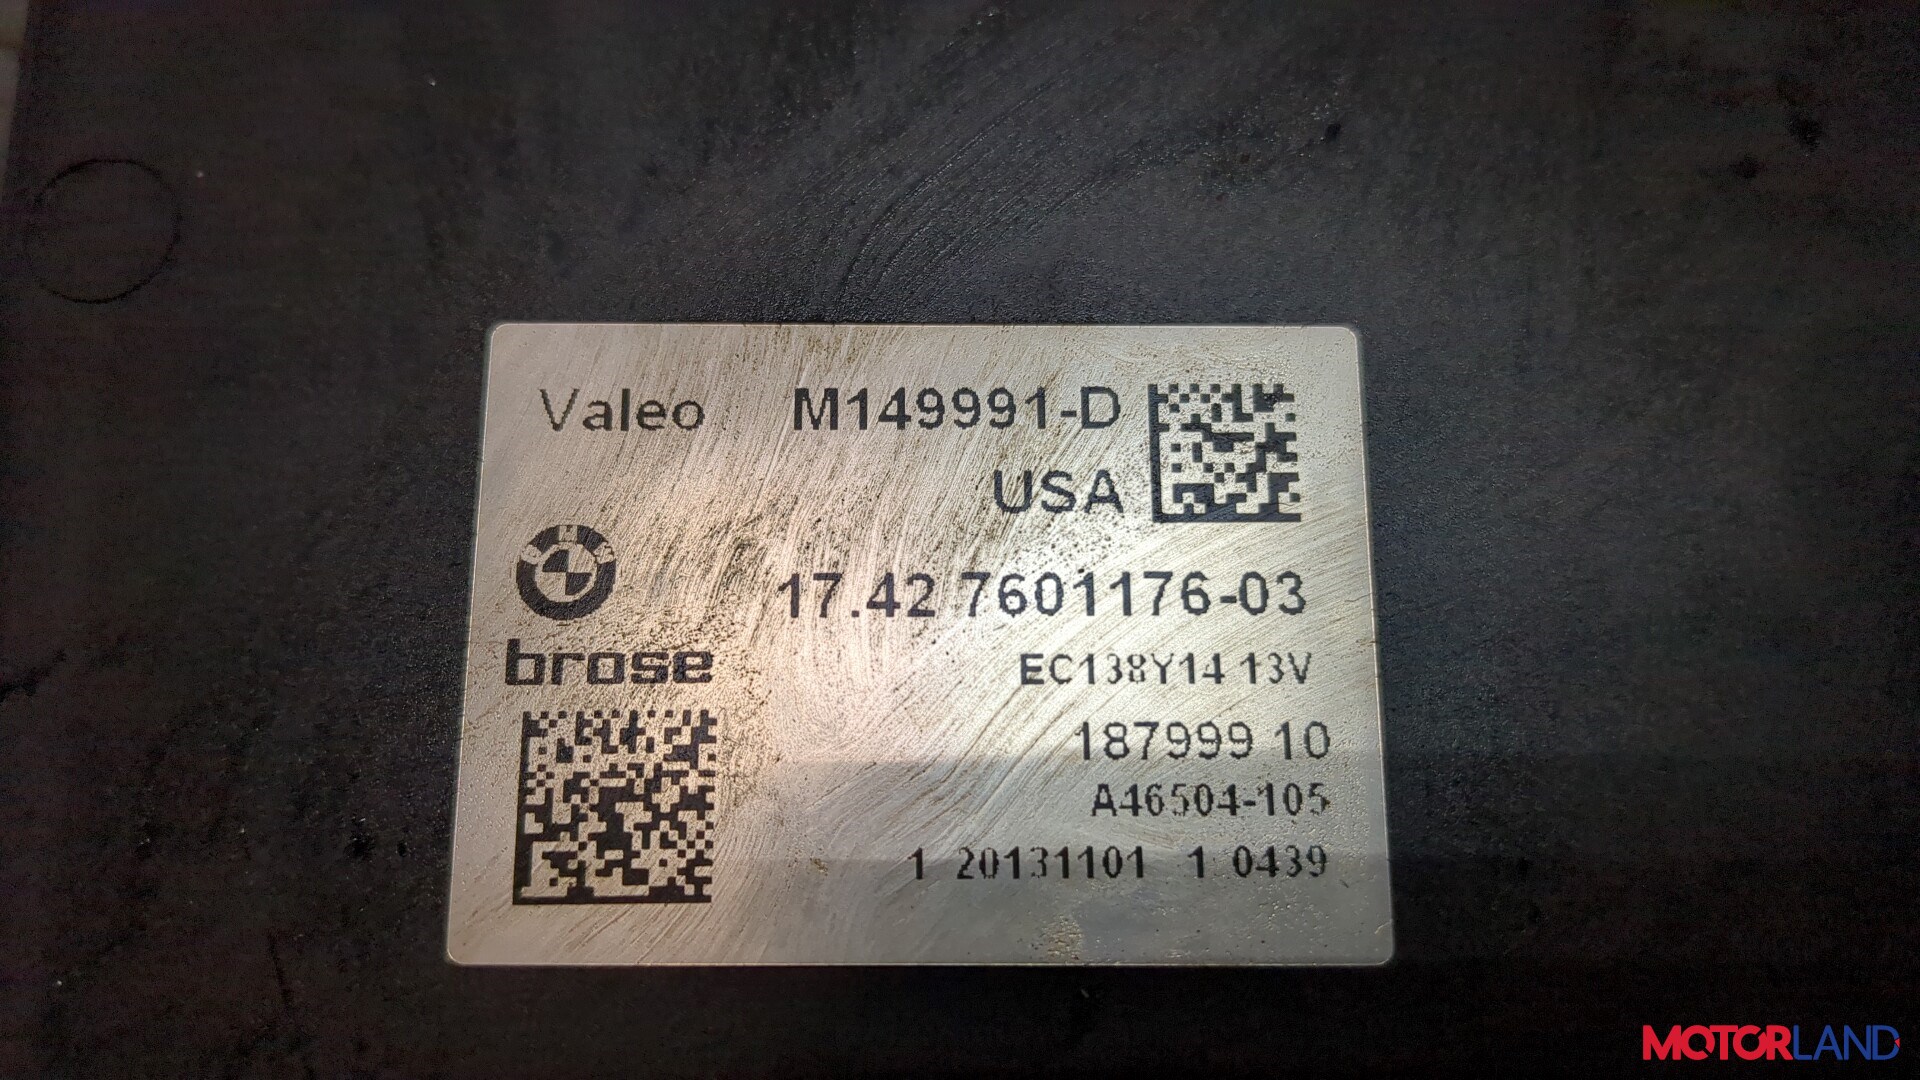 Valeo M149991-D
USA
BMW
17.42 7601176-03
brose
EC138Y14 13V
187999 10
A46504-105
1 20131101 1 0439
MOTORLAND